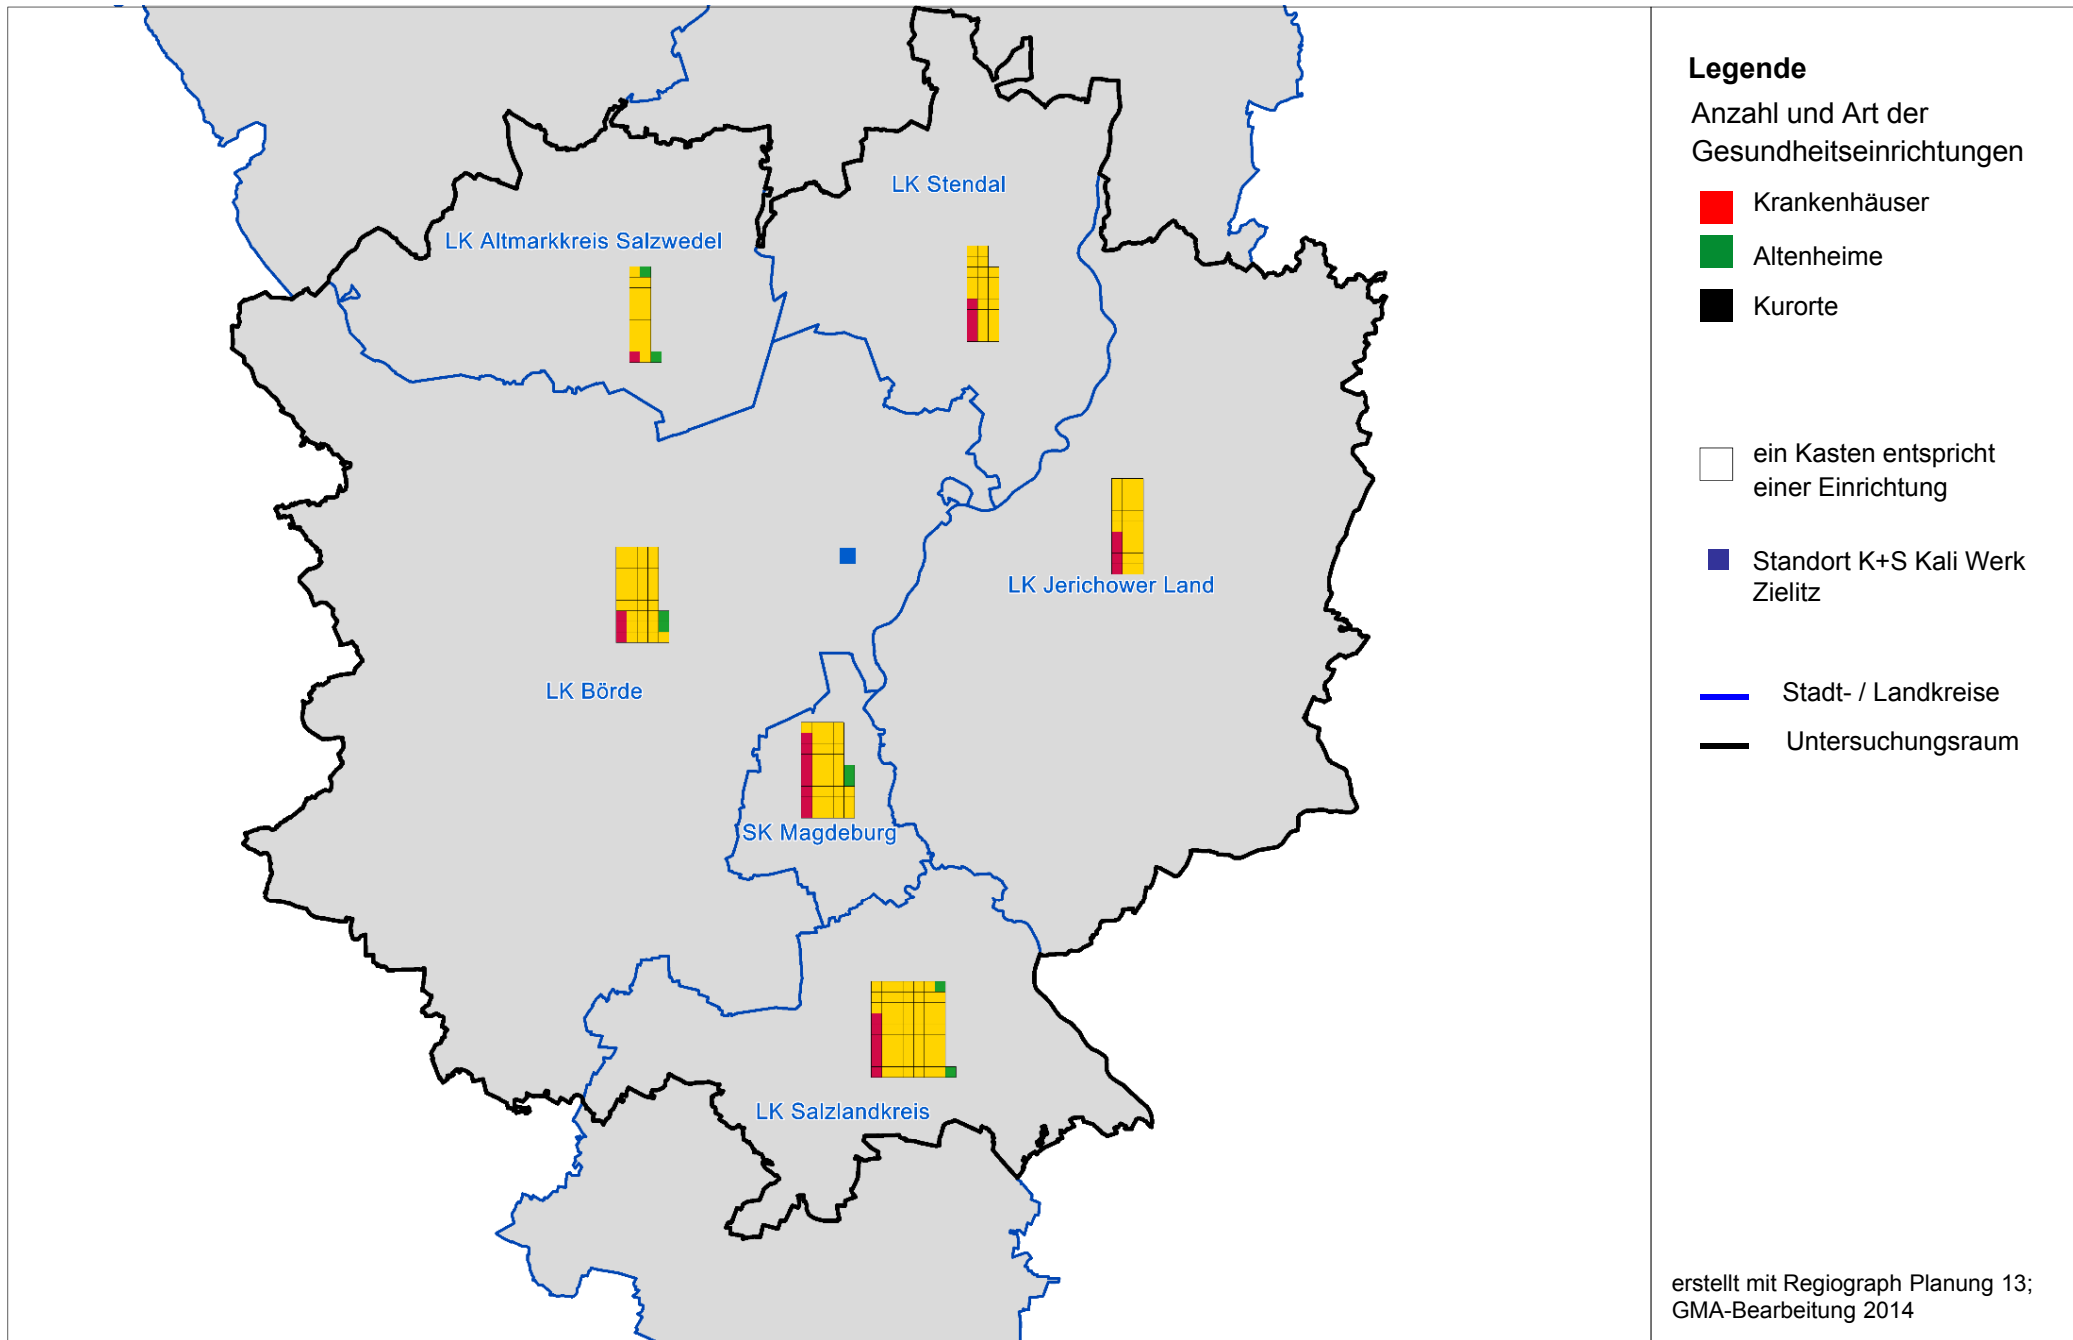 LK Stendal
LK Altmarkkreis Salzwedel
LK Jerichower Land
LK Börde
SK Magdeburg
LK Salzlandkreis
Legende
Anzahl und Art der
Gesundheitseinrichtungen
Krankenhäuser
Altenheime
Kurorte
ein Kasten entspricht
einer Einrichtung
Standort K+S Kali Werk
Zielitz
Stadt- / Landkreise
Untersuchungsraum
erstellt mit Regiograph Planung 13;
GMA-Bearbeitung 2014